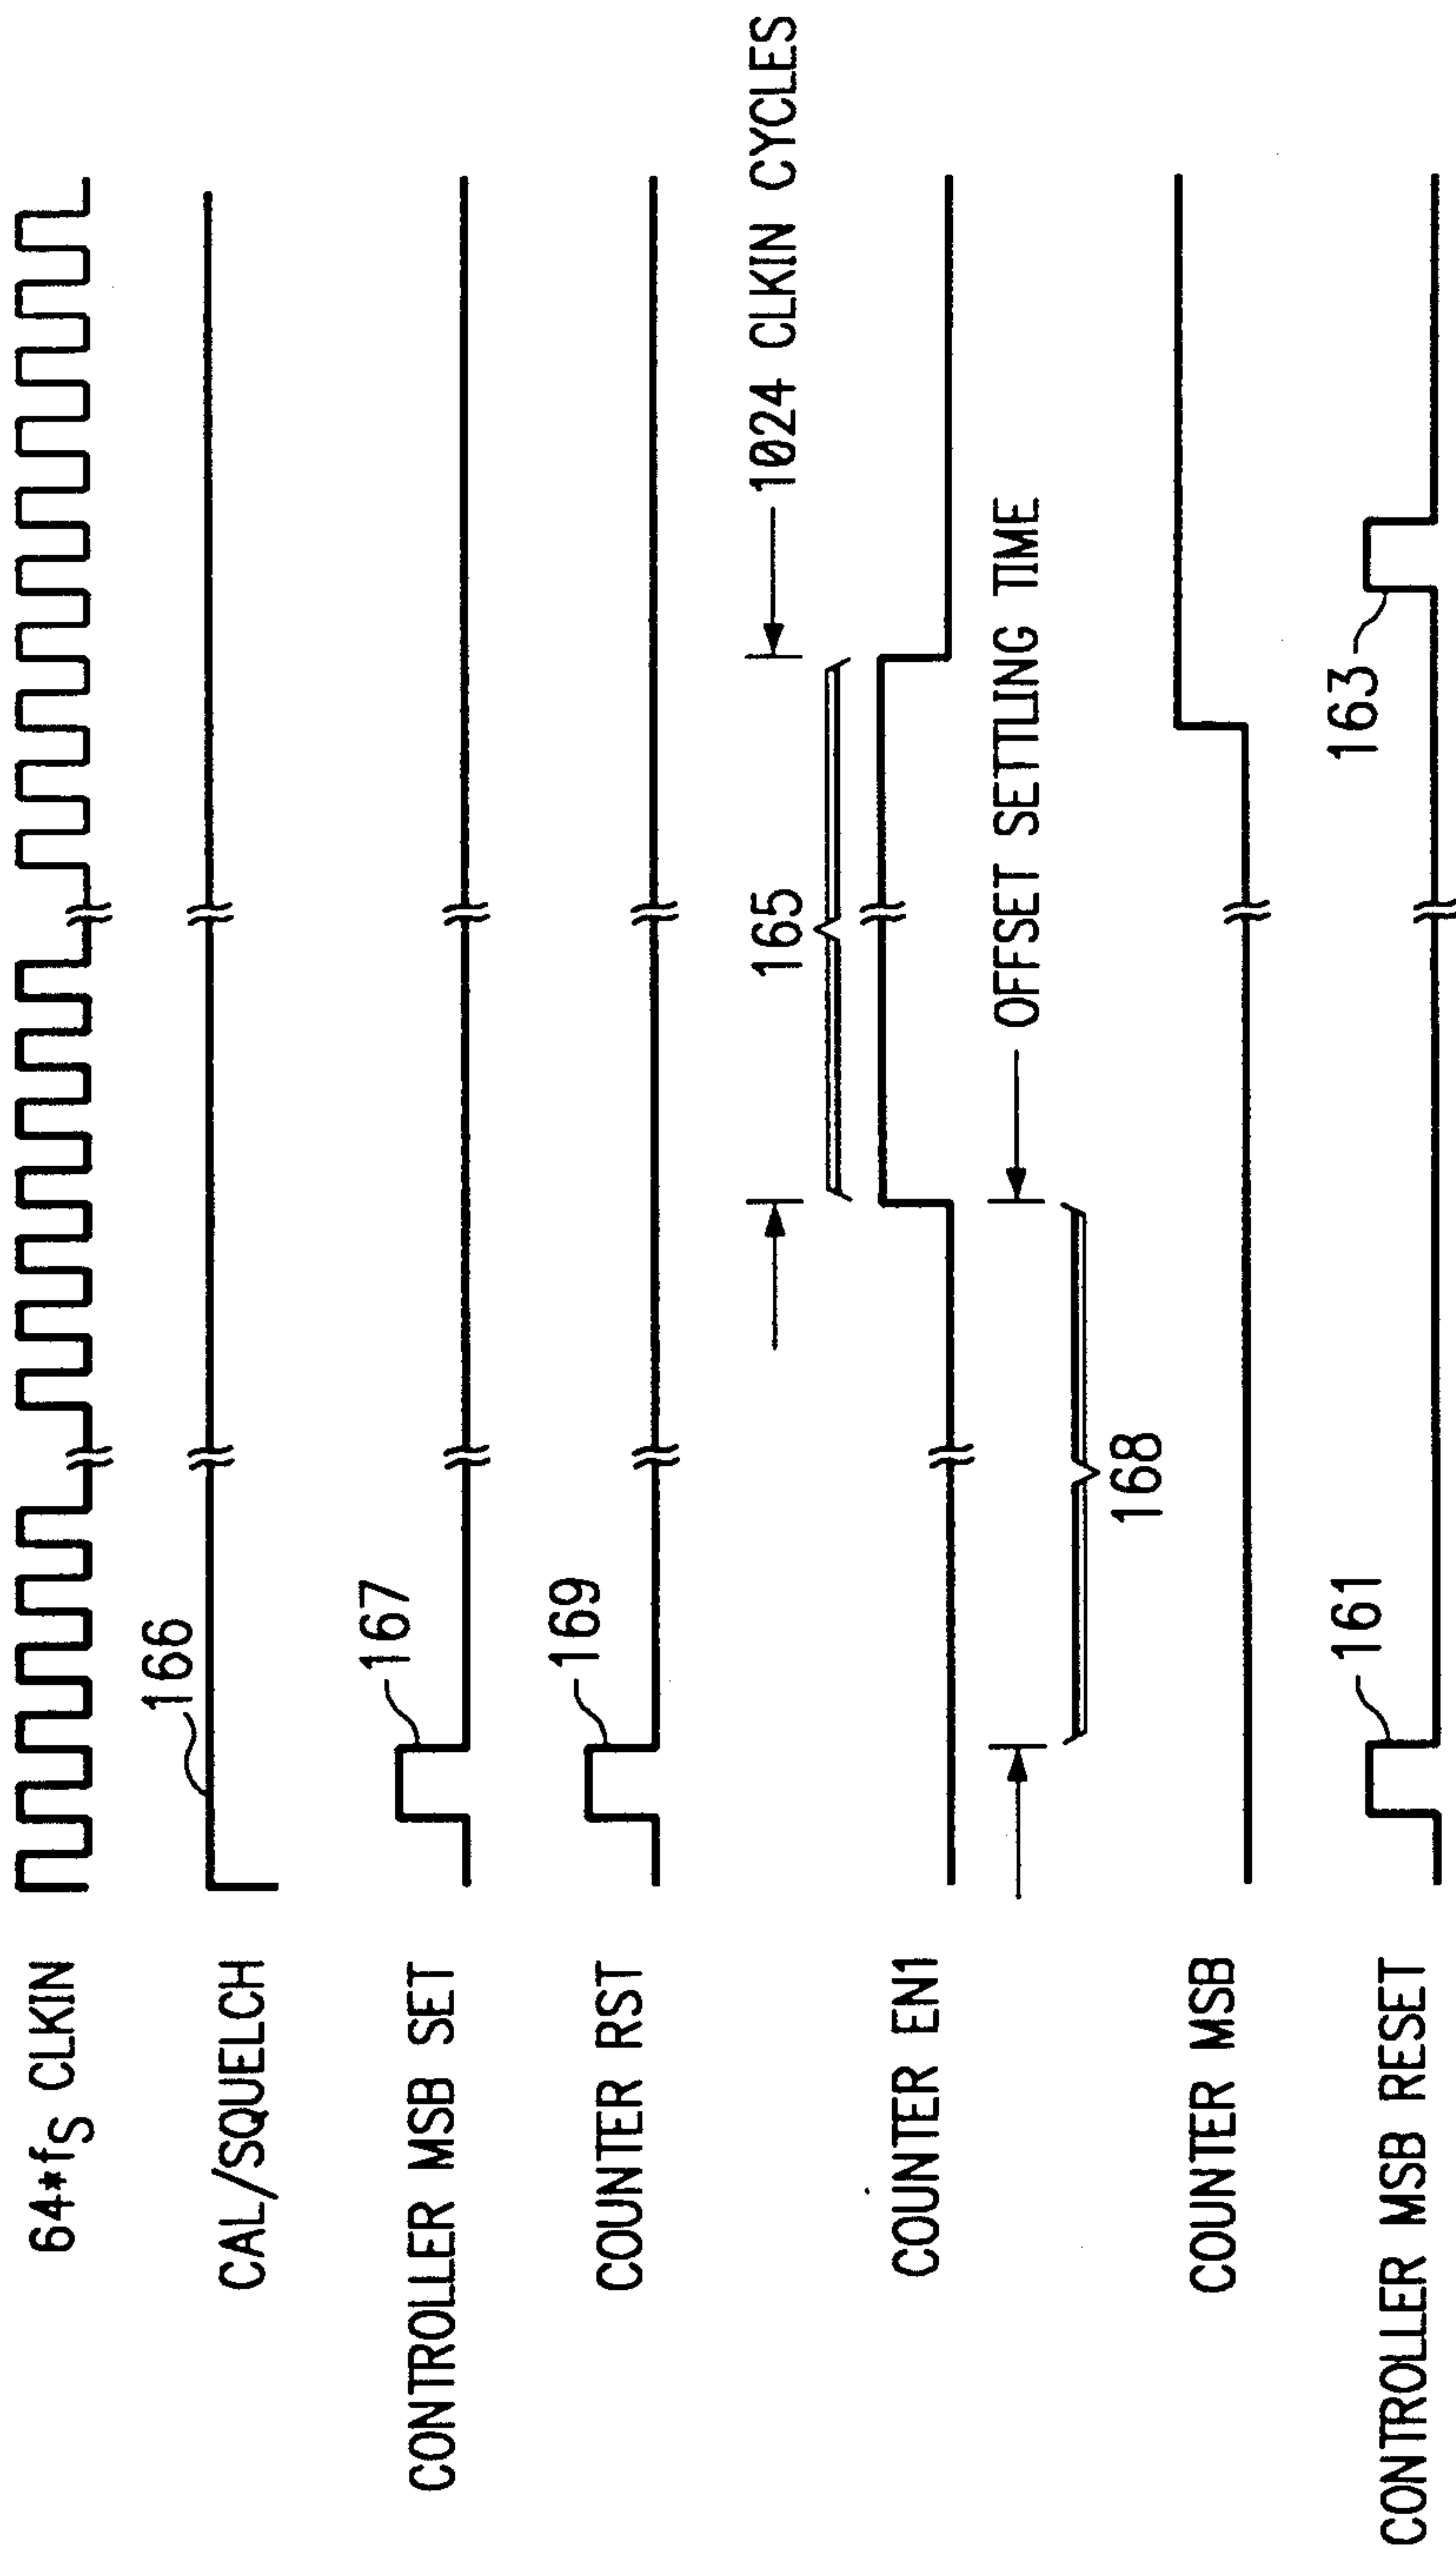 64*fS CLKIN
166
CAL/SQUELCH
167
CONTROLLER MSB SET
169
COUNTER RST
1024 CLKIN CYCLES
165
COUNTER EN1
OFFSET SETTLING TIME
168
COUNTER MSB
161
163
CONTROLLER MSB RESET